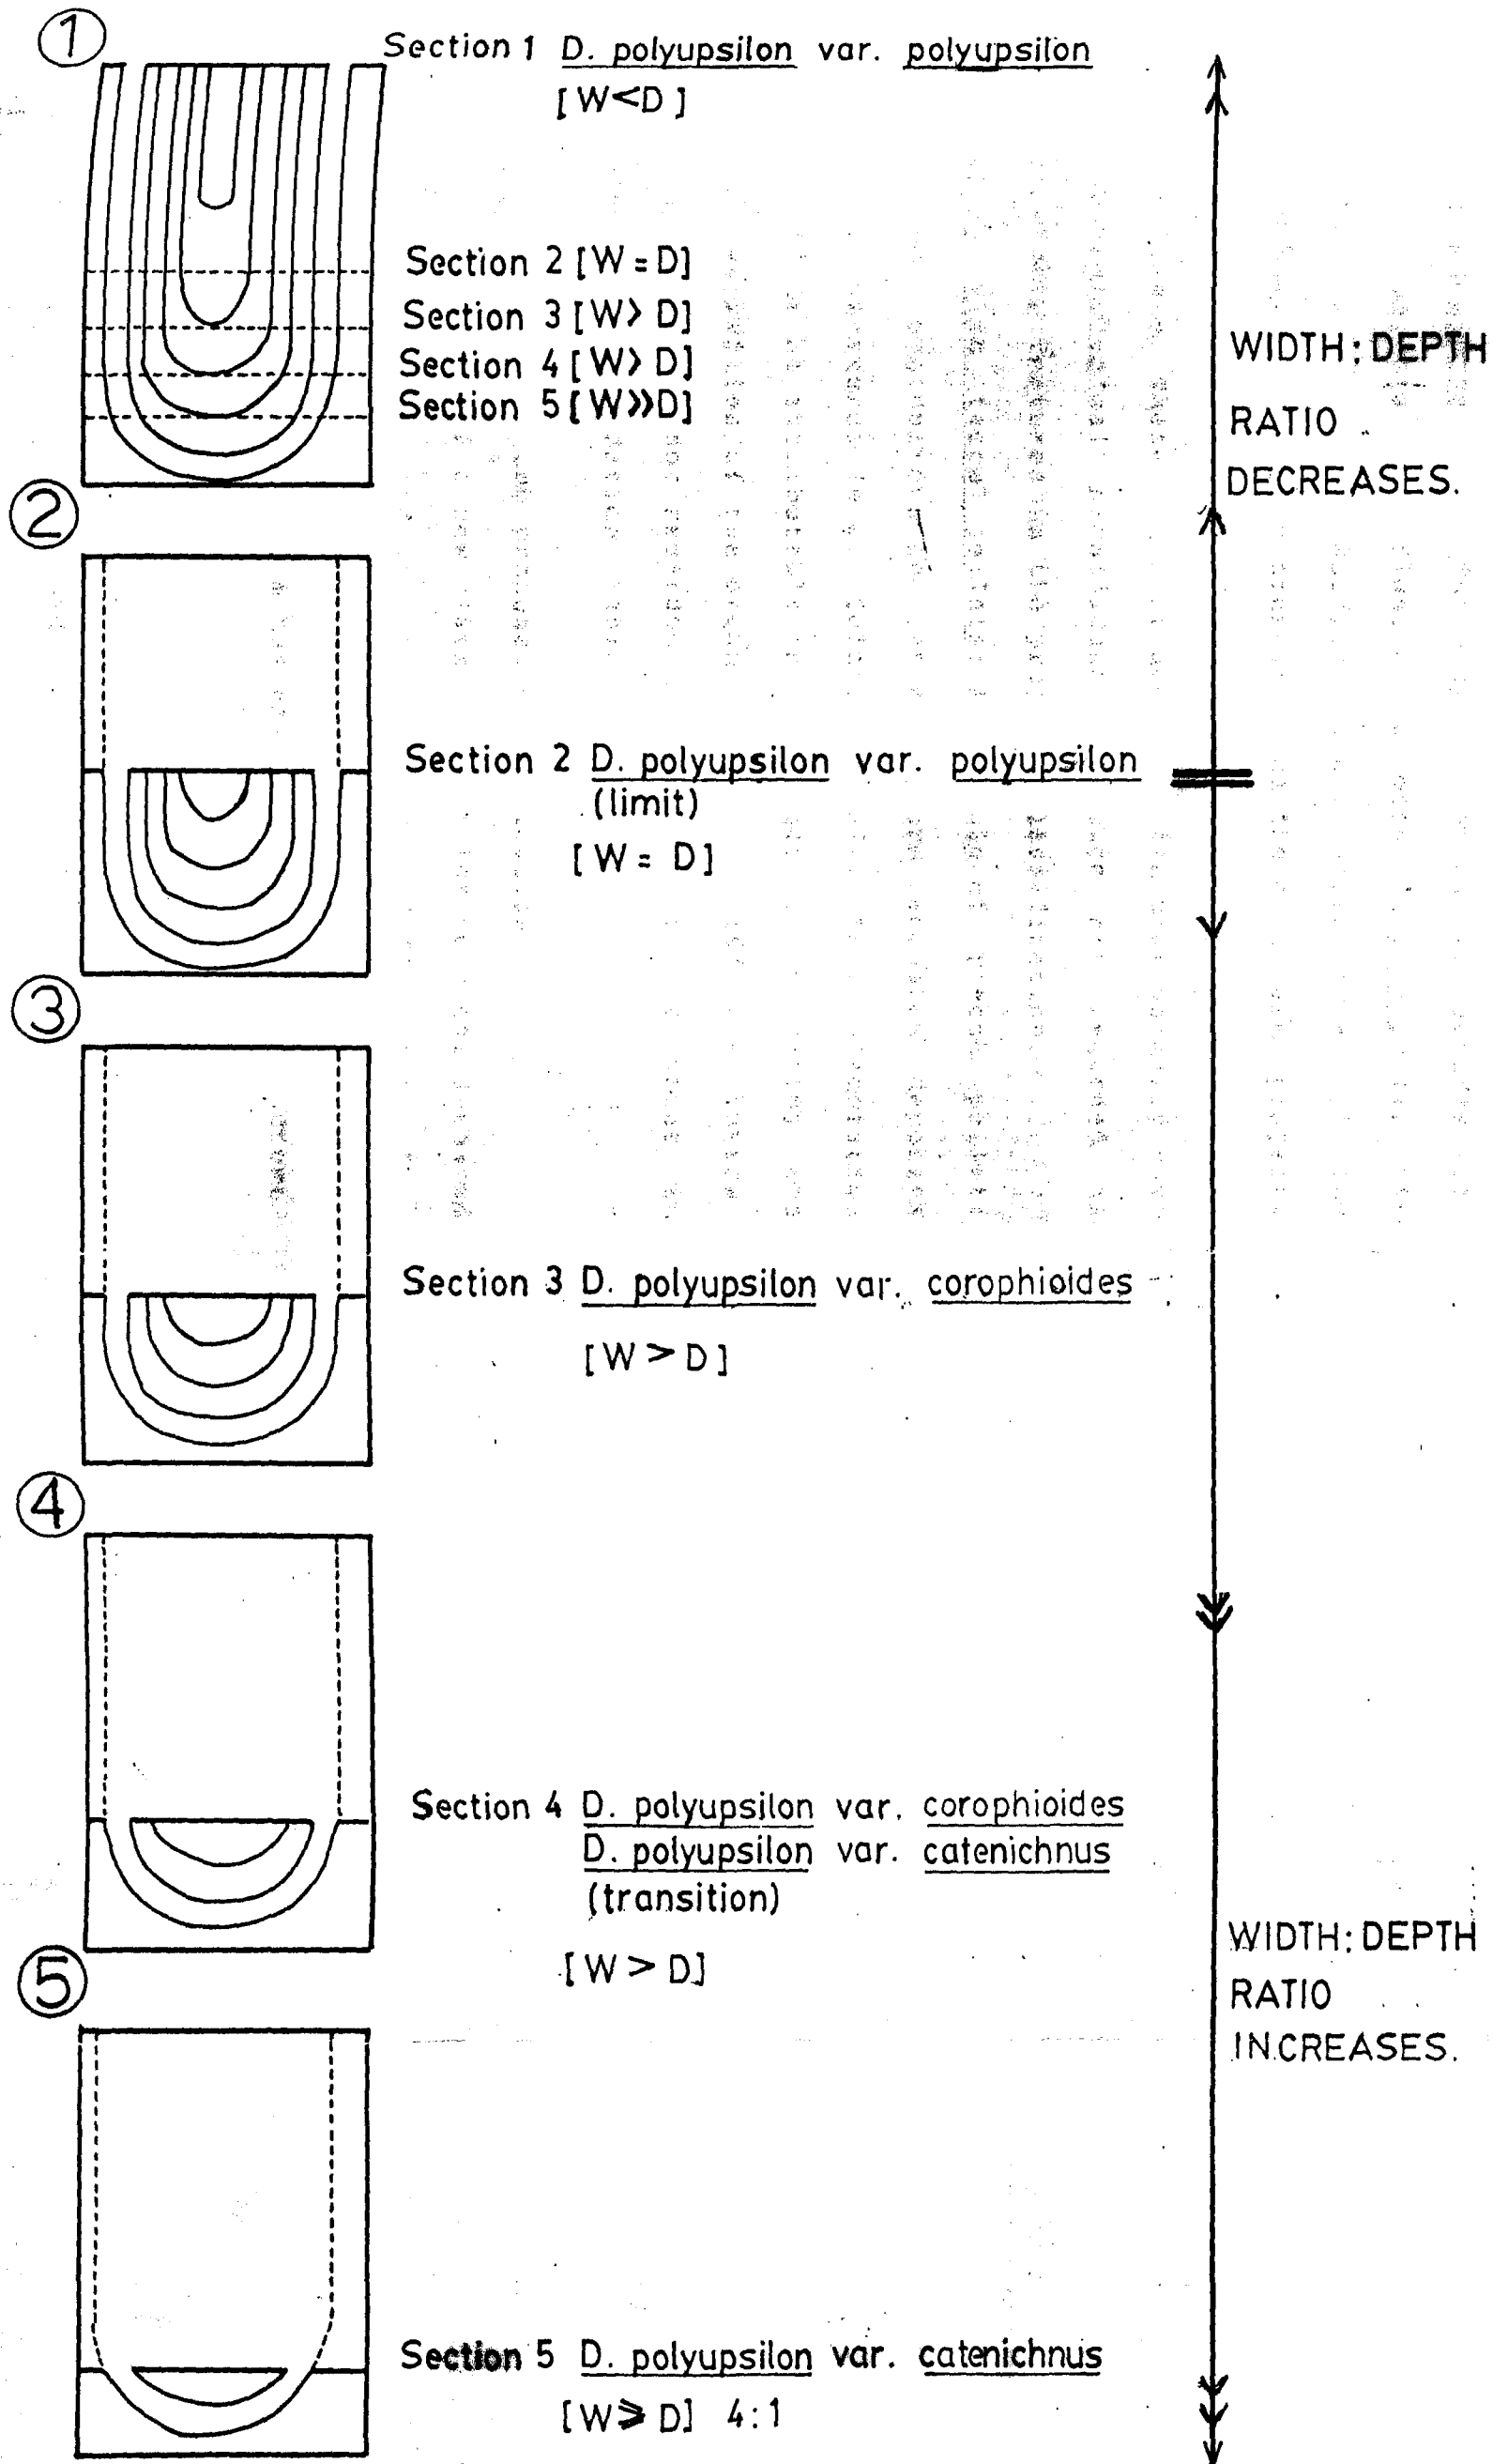 ①
Section 1 D. polyupsilon var. polyupsilon
[W<D]
Section 2 [W = D]
Section 3 [W> D]
Section 4 [W> D]
Section 5 [W>>D]
WIDTH: DEPTH
RATIO
DECREASES.
②
Section 2 D. polyupsilon var. polyupsilon
(limit)
[W = D]
③
Section 3 D. polyupsilon var. corophioides
[W > D]
④
Section 4 D. polyupsilon var. corophioides
D. polyupsilon var. catenichnus
(transition)
[W > D]
WIDTH: DEPTH
RATIO
INCREASES.
⑤
Section 5 D. polyupsilon var. catenichnus
[W⩾ D] 4:1